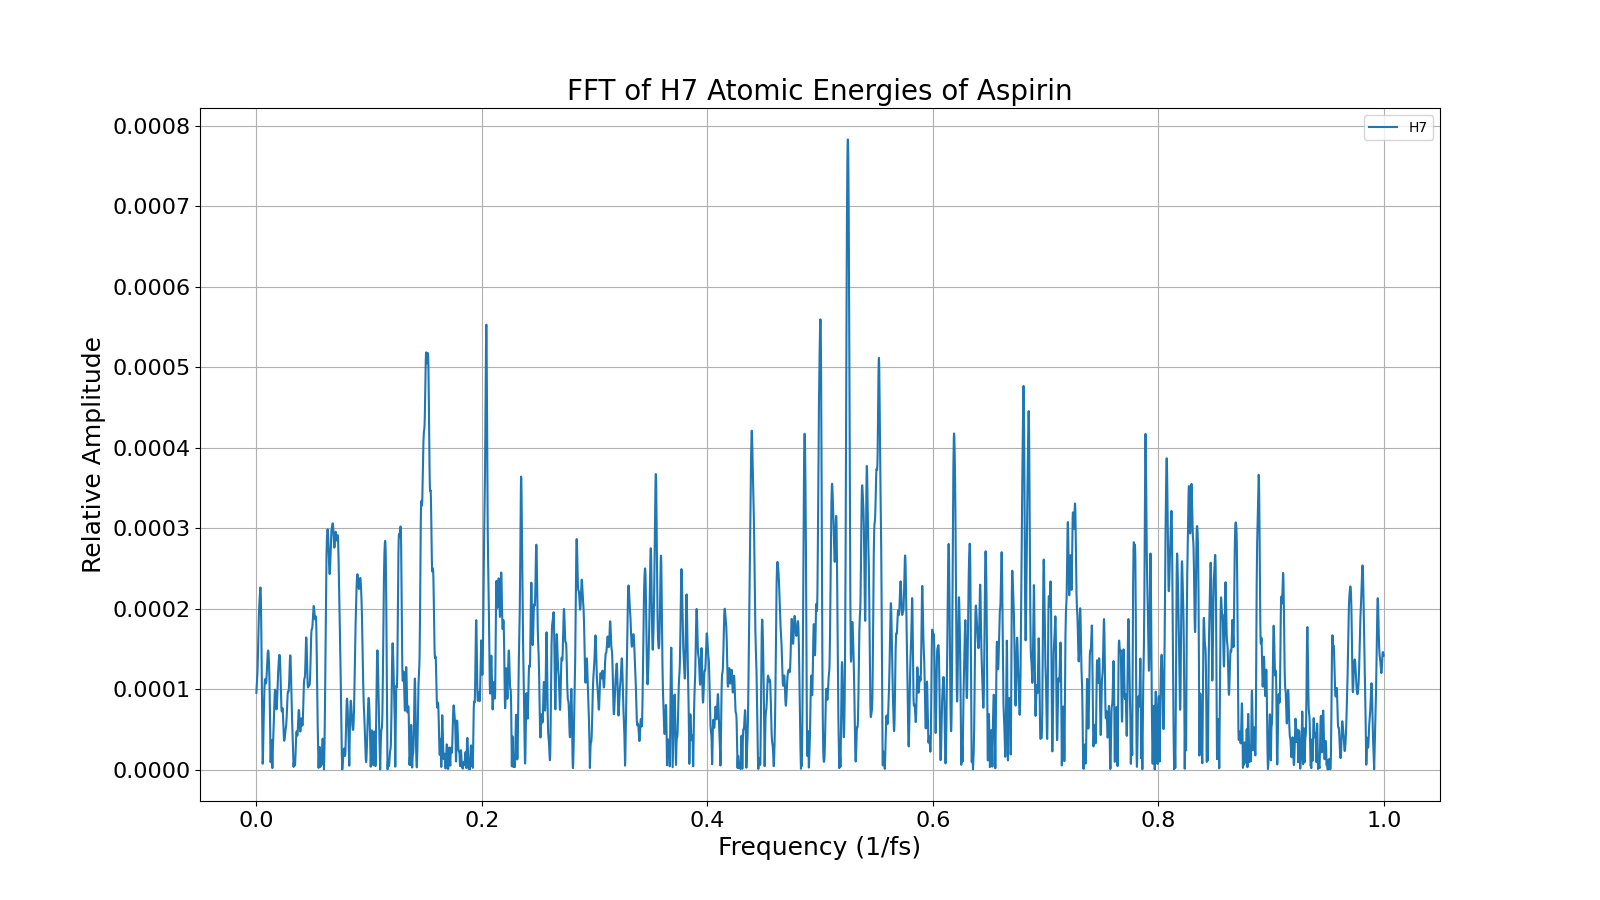 FFT of H7 Atomic Energies of Aspirin
H7
0.0008
0.0007
0.0006
0.0005
0.0004
0.0003
0.0002
0.0001
0.0000
Relative Amplitude
0.0 0.2 0.4 0.6 0.8 1.0
Frequency (1/fs)